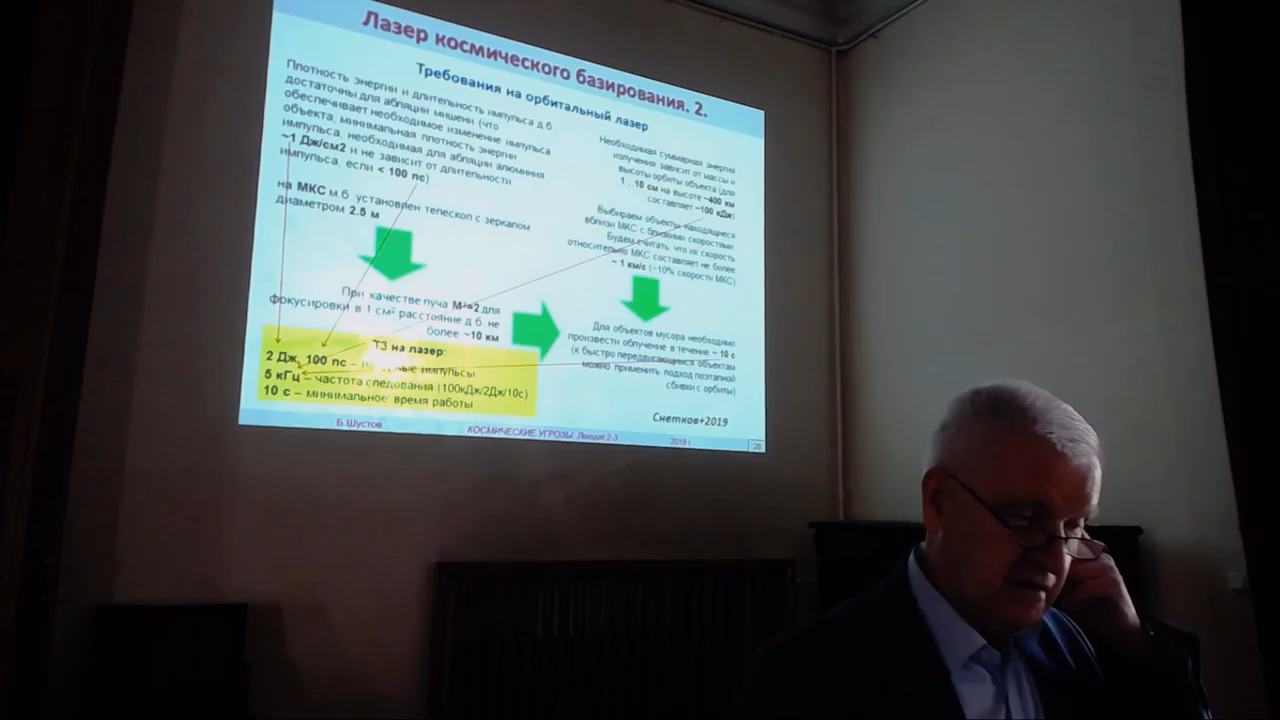 Лазер космического базирования. 2.
Требования на орбитальный лазер
Плотность энергии и длительность импульса д б
достаточны для абляции мишени (что
обеспечивает необходимое изменение импульса
объекта, минимальная плотность энергии
импульса, необходимая для абляции алюминия
~1 Дж/см2 и не зависит от длительности
импульса, если < 100 пс)
на МКС м б установлен телескоп с зеркалом
диаметром 2.5 м
При качестве пуча M²=2 для
фокусировки в 1 см² расстояние д б не
более ~10 км
ТЗ на лазер:
2 Дж, 100 пс – импульсы
5 кГц – частота следования (100кДж/2Дж/10с)
10 с – минимальное время работы
Необходимая суммарная энергия
излучения зависит от массы и
высоты орбиты объекта (для
1…10 см на высоте ~400 км
составляет ~100 кДж)
Выбираем объекты находящиеся
вблизи МКС с близкими скоростями
Будем считать, что их скорость
относительно МКС составляет не более
~ 1 км/с (~10% скорости МКС)
Для объектов мусора необходимо
произвести облучение в течение ~ 10 с
(к быстро передвигающимся объектам
можно применить подход поэтапной
сбивки с орбиты)
Снетков+2019
Б.Шустов
КОСМИЧЕСКИЕ УГРОЗЫ. Лекция 2-3
2019 г.
28